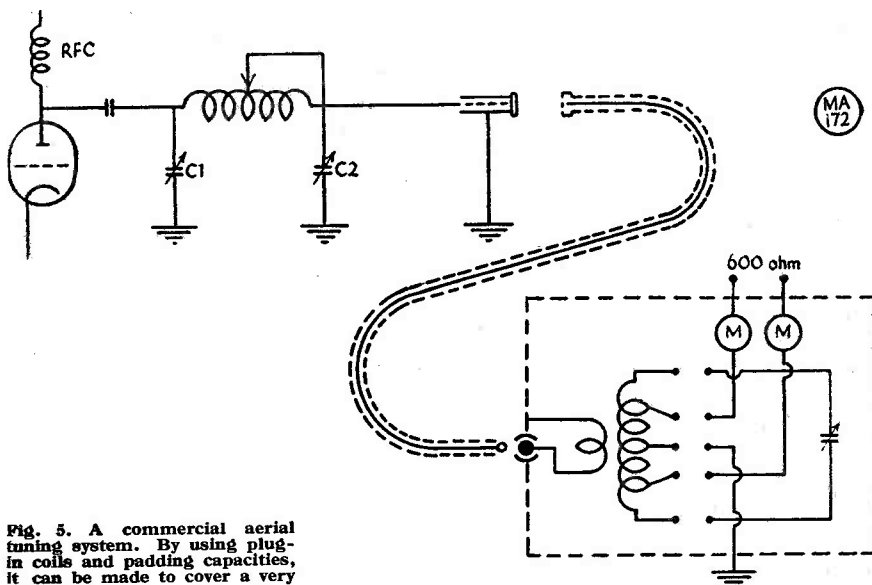 RFC
MA
i72
C1
C2
600 ohm
M M
Fig. 5. A commercial aerial
tuning system. By using plug-
in coils and padding capacities,
it can be made to cover a very